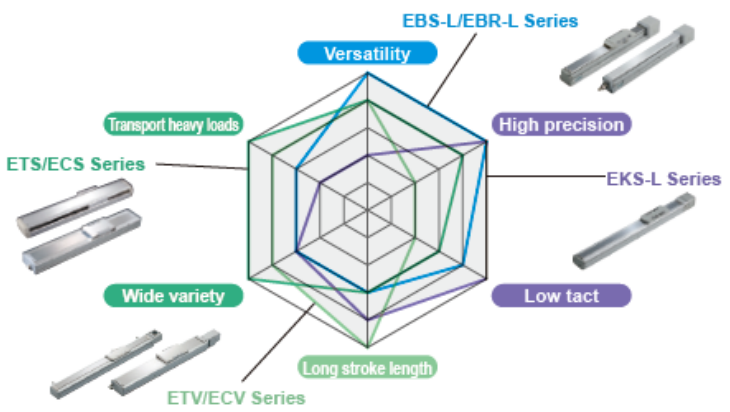 EBS-L/EBR-L Series
Versatility
Transport heavy loads
High precision
ETS/ECS Series
EKS-L Series
Wide variety
Low tact
Long stroke length
ETV/ECV Series